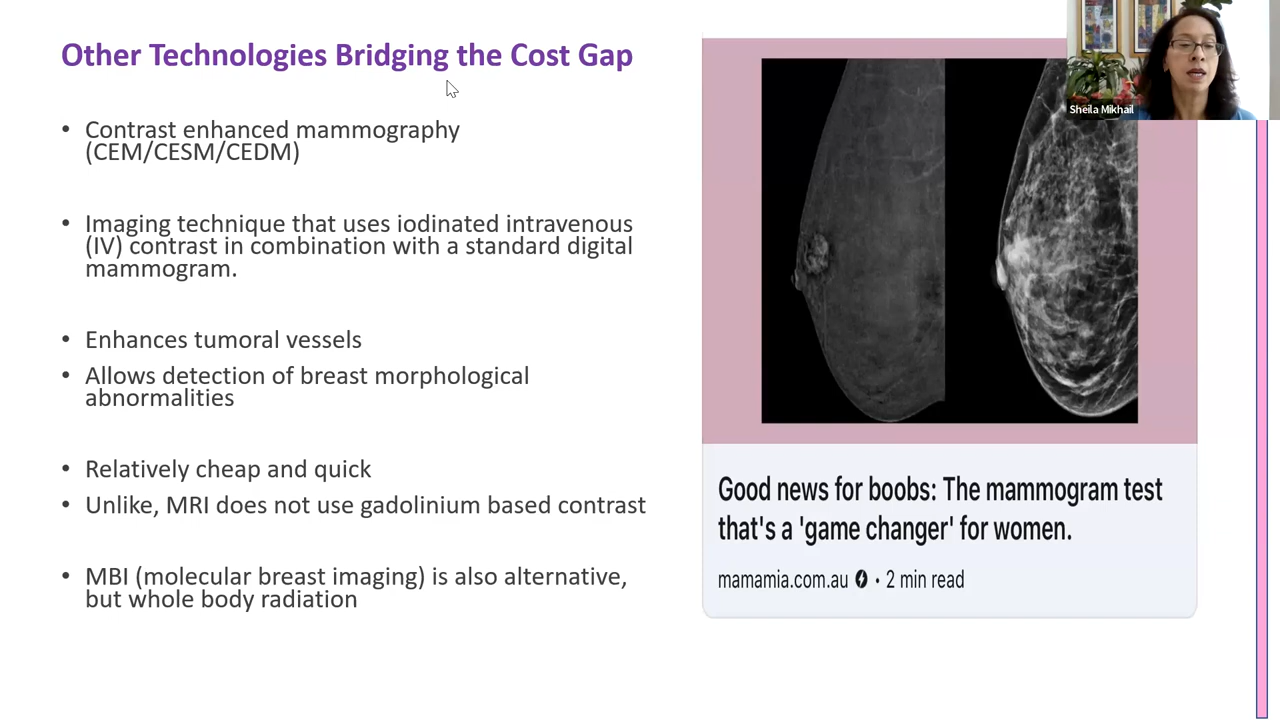 Other Technologies Bridging the Cost Gap
• Contrast enhanced mammography
(CEM/CESM/CEDM)
• Imaging technique that uses iodinated intravenous
(IV) contrast in combination with a standard digital
mammogram.
• Enhances tumoral vessels
• Allows detection of breast morphological
abnormalities
• Relatively cheap and quick
• Unlike, MRI does not use gadolinium based contrast
• MBI (molecular breast imaging) is also alternative,
but whole body radiation
Sheila Mikhail
Good news for boobs: The mammogram test
that's a 'game changer' for women.
mamamia.com.au • 2 min read